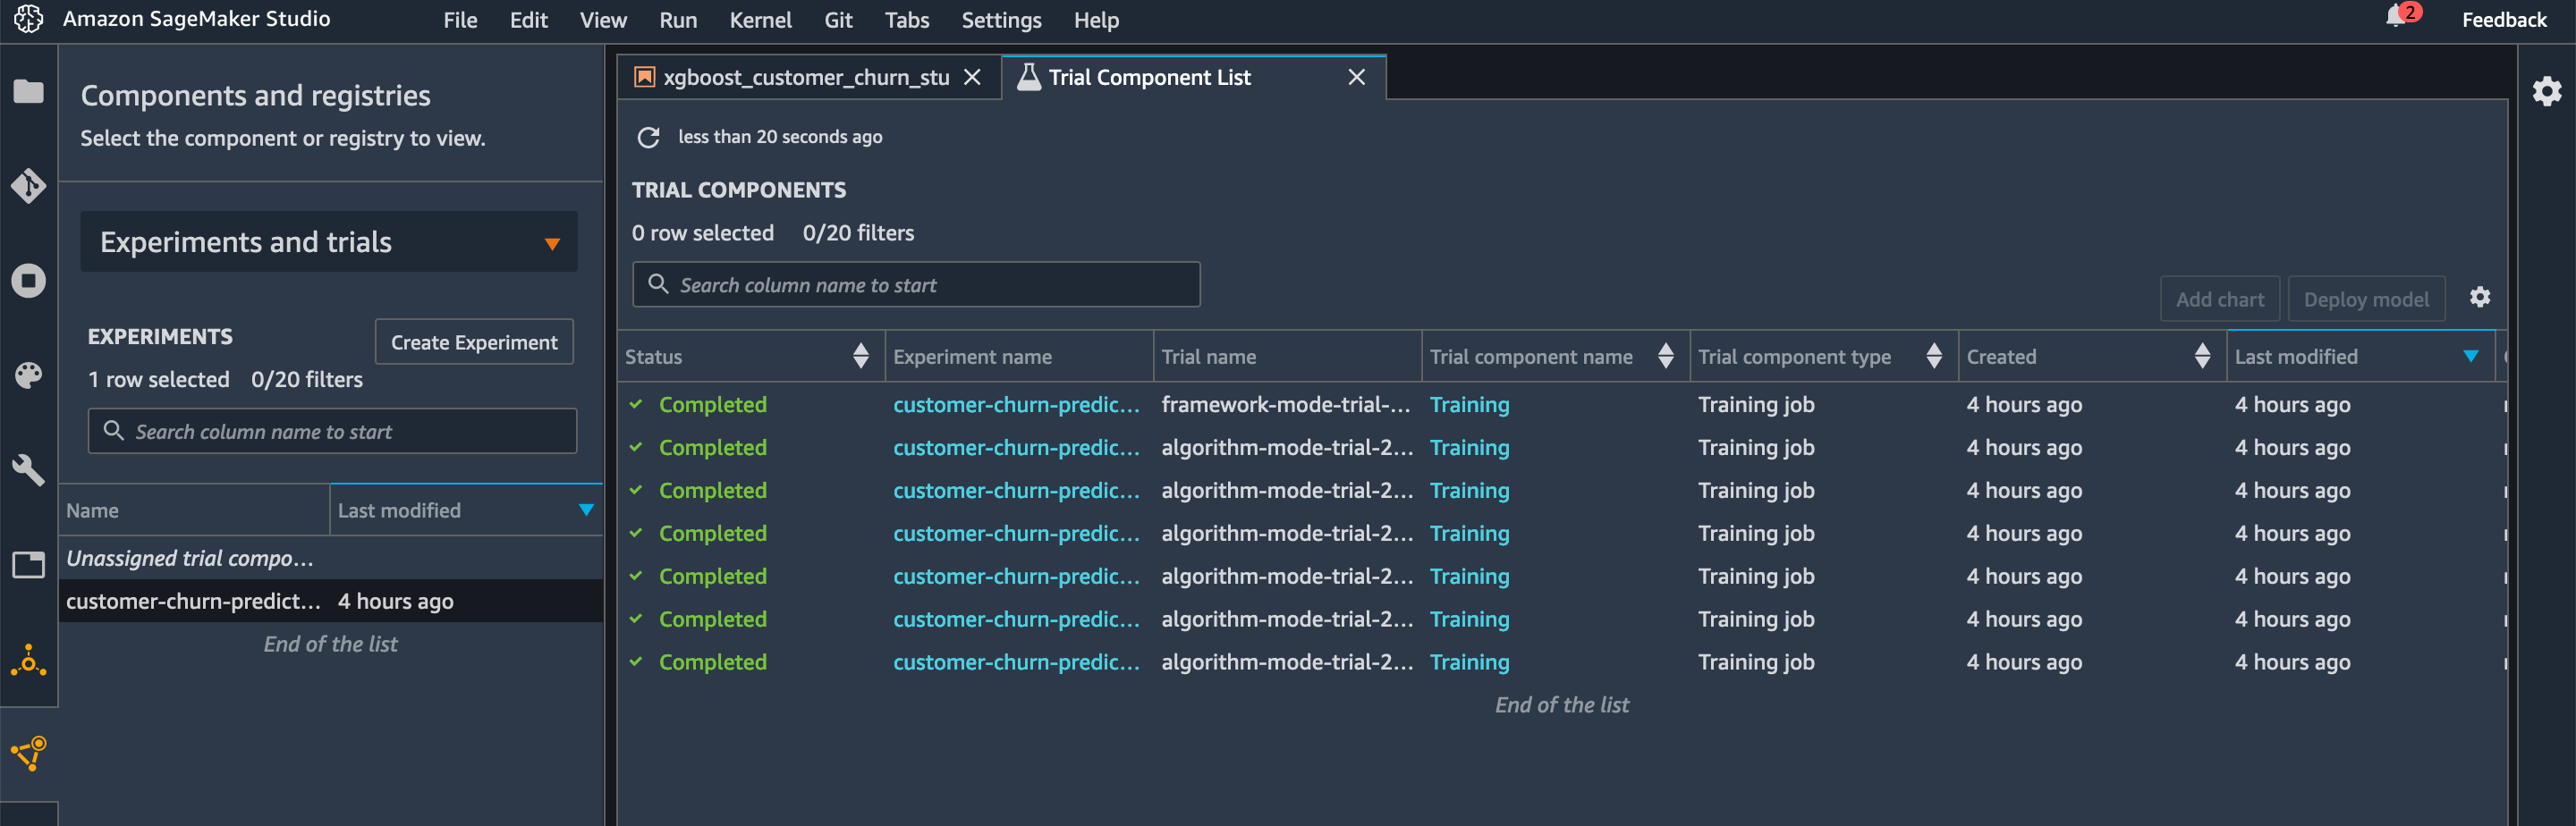 Amazon SageMaker Studio File Edit View Run Kernel Git Tabs Settings Help 2 Feedback
Components and registries
Select the component or registry to view.
Experiments and trials
EXPERIMENTS
Create Experiment
1 row selected 0/20 filters
Search column name to start
Name Last modified
Unassigned trial compo...
customer-churn-predict... 4 hours ago
End of the list
xgboost_customer_churn_stu Trial Component List
less than 20 seconds ago
TRIAL COMPONENTS
0 row selected 0/20 filters
Search column name to start
Add chart Deploy model
Status Experiment name Trial name Trial component name Trial component type Created Last modified
Completed customer-churn-predic... framework-mode-trial-... Training Training job 4 hours ago 4 hours ago
Completed customer-churn-predic... algorithm-mode-trial-2... Training Training job 4 hours ago 4 hours ago
Completed customer-churn-predic... algorithm-mode-trial-2... Training Training job 4 hours ago 4 hours ago
Completed customer-churn-predic... algorithm-mode-trial-2... Training Training job 4 hours ago 4 hours ago
Completed customer-churn-predic... algorithm-mode-trial-2... Training Training job 4 hours ago 4 hours ago
Completed customer-churn-predic... algorithm-mode-trial-2... Training Training job 4 hours ago 4 hours ago
Completed customer-churn-predic... algorithm-mode-trial-2... Training Training job 4 hours ago 4 hours ago
End of the list